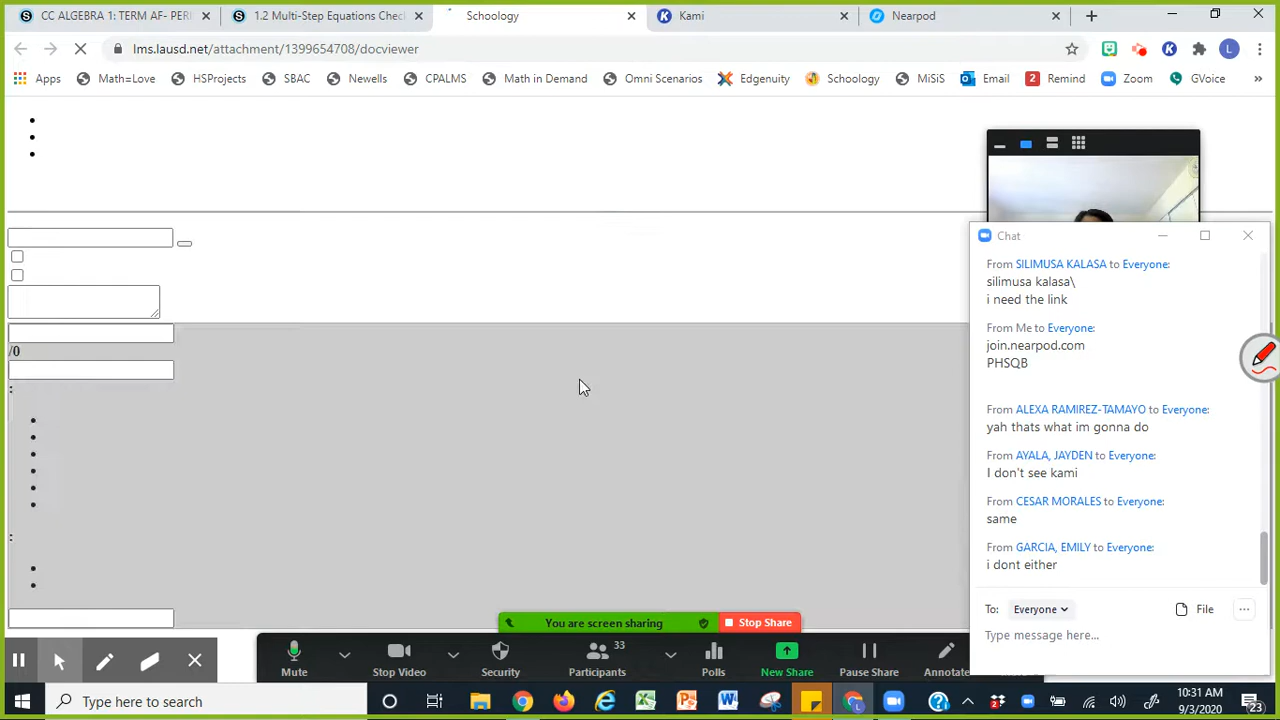 CC ALGEBRA 1: TERM AF- PERI
1.2 Multi-Step Equations Check
Schoology
Kami
Nearpod
lms.lausd.net/attachment/1399654708/docviewer
Apps
Math=Love
HSProjects
SBAC
Newells
CPALMS
Math in Demand
Omni Scenarios
Edgenuity
Schoology
MiSiS
Email
Remind
Zoom
GVoice
»
/0
:
:
Chat
From SILIMUSA KALASA to Everyone:
silimusa kalasa\
i need the link
From Me to Everyone:
join.nearpod.com
PHSQB
From ALEXA RAMIREZ-TAMAYO to Everyone:
yah thats what im gonna do
From AYALA, JAYDEN to Everyone:
I don't see kami
From CESAR MORALES to Everyone:
same
From GARCIA, EMILY to Everyone:
i dont either
To: Everyone File
Type message here...
You are screen sharing Stop Share
33
Mute
Stop Video
Security
Participants
Polls
New Share
Pause Share
Annotate
Type here to search
10:31 AM
9/3/2020
23